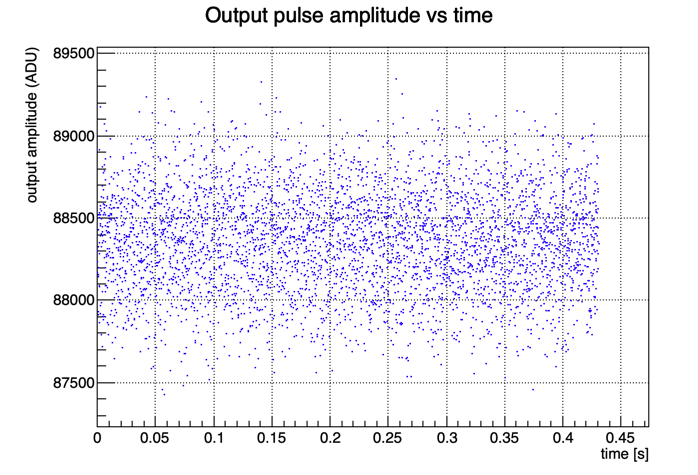 Output pulse amplitude vs time
output amplitude (ADU)
89500
89000
88500
88000
87500
0 0.05 0.1 0.15 0.2 0.25 0.3 0.35 0.4 0.45
time [s]